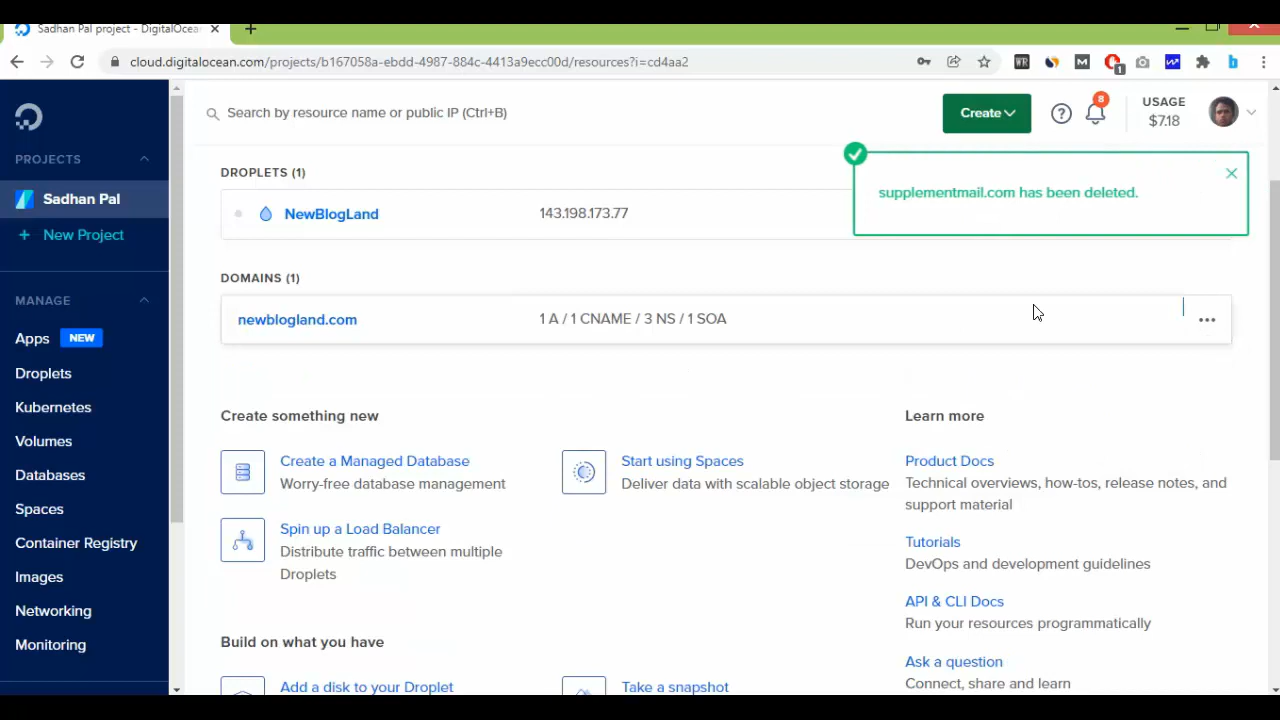 Sadhan Pal project - DigitalOcean
cloud.digitalocean.com/projects/b167058a-ebdd-4987-884c-4413a9ecc00d/resources?i=cd4aa2
WR
M
1
b
Search by resource name or public IP (Ctrl+B)
Create
?
8
USAGE
$7.18
PROJECTS
Sadhan Pal
+ New Project
MANAGE
Apps NEW
Droplets
Kubernetes
Volumes
Databases
Spaces
Container Registry
Images
Networking
Monitoring
DROPLETS (1)
NewBlogLand 143.198.173.77
supplementmail.com has been deleted.
DOMAINS (1)
newblogland.com 1 A / 1 CNAME / 3 NS / 1 SOA
Create something new
Create a Managed Database
Worry-free database management
Start using Spaces
Deliver data with scalable object storage
Spin up a Load Balancer
Distribute traffic between multiple
Droplets
Learn more
Product Docs
Technical overviews, how-tos, release notes, and
support material
Tutorials
DevOps and development guidelines
API & CLI Docs
Run your resources programmatically
Ask a question
Connect, share and learn
Build on what you have
Add a disk to your Droplet
Take a snapshot